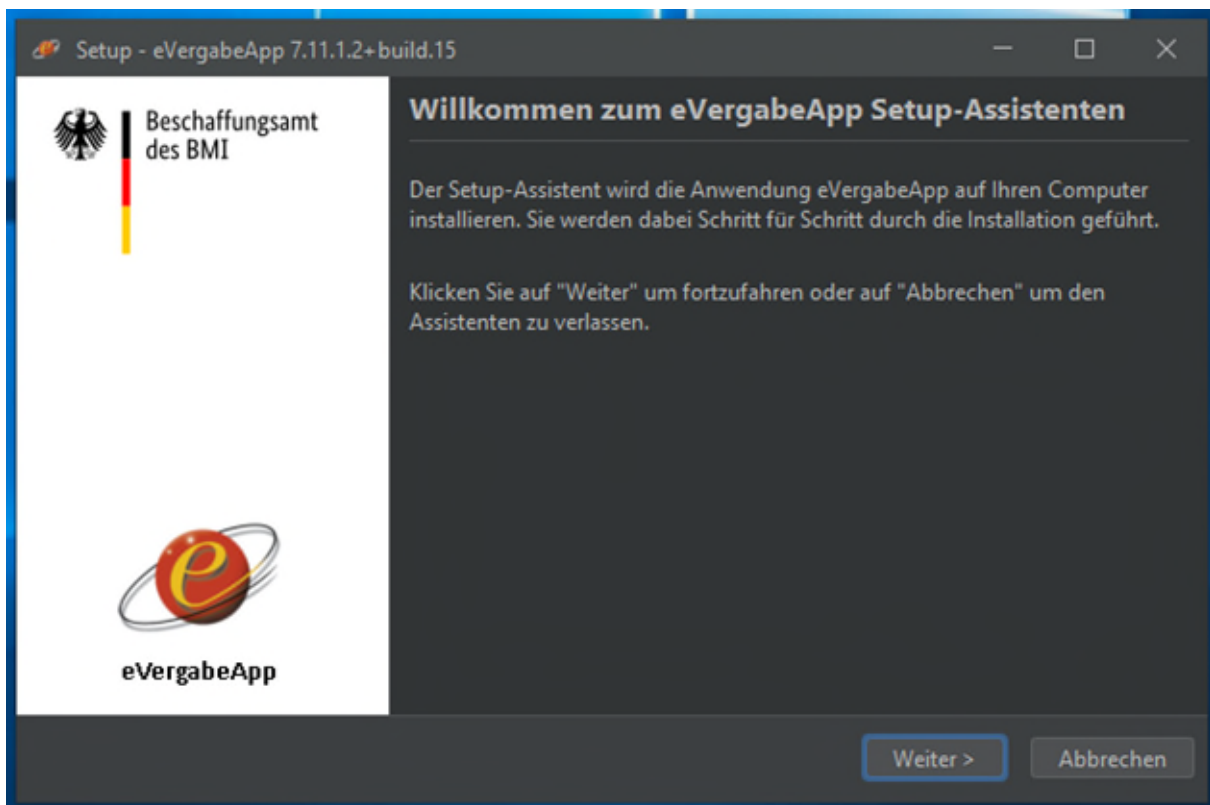 Setup - eVergabeApp 7.11.1.2+build.15
Beschaffungsamt
des BMI
Willkommen zum eVergabeApp Setup-Assistenten
Der Setup-Assistent wird die Anwendung eVergabeApp auf Ihren Computer
installieren. Sie werden dabei Schritt für Schritt durch die Installation geführt.
Klicken Sie auf "Weiter" um fortzufahren oder auf "Abbrechen" um den
Assistenten zu verlassen.
e
eVergabeApp
Weiter >
Abbrechen